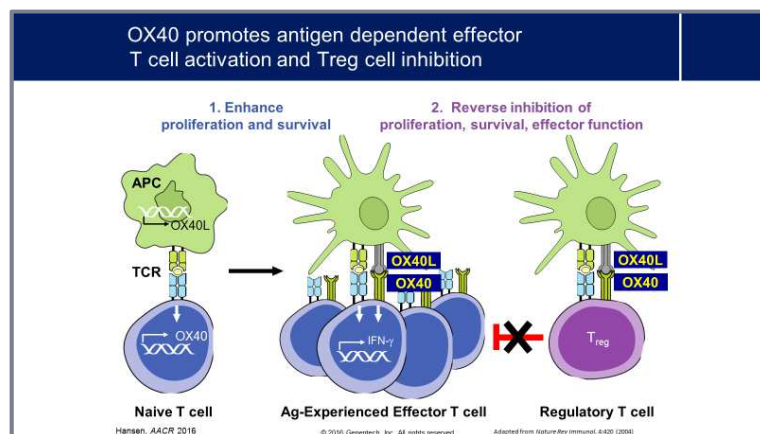 OX40 promotes antigen dependent effector
T cell activation and Treg cell inhibition
1. Enhance
proliferation and survival
2. Reverse inhibition of
proliferation, survival, effector function
APC
OX40L
TCR
OX40
OX40L
OX40
IFN-γ
OX40L
OX40
Treg
Naive T cell
Ag-Experienced Effector T cell
Regulatory T cell
Hansen, AACR 2016
© 2016 Genentech, Inc. All rights reserved
Adapted from Nature Rev Immunol. 4:420 (2004)